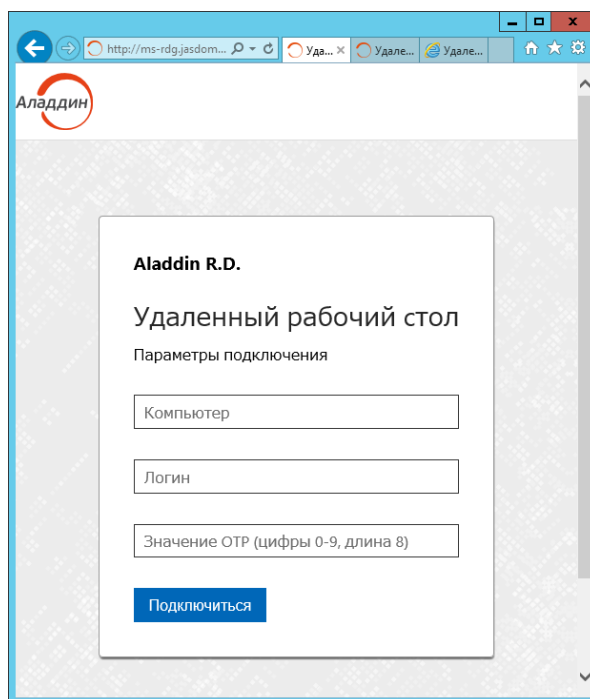 http://ms-rdg.jasdom...
Уда...
Удале...
Удале...
Аладдин
Aladdin R.D.
Удаленный рабочий стол
Параметры подключения
Компьютер
Логин
Значение OTP (цифры 0-9, длина 8)
Подключиться